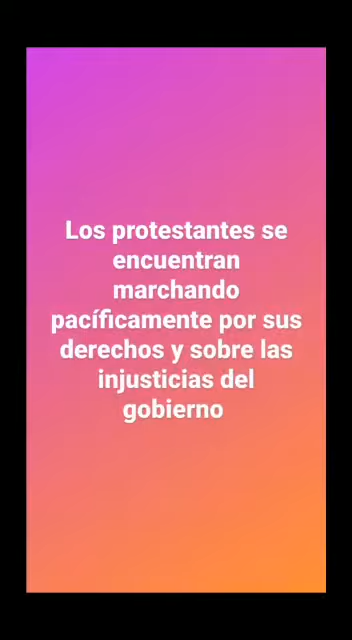 Los protestantes se
encuentran
marchando
pacíficamente por sus
derechos y sobre las
injusticias del
gobierno